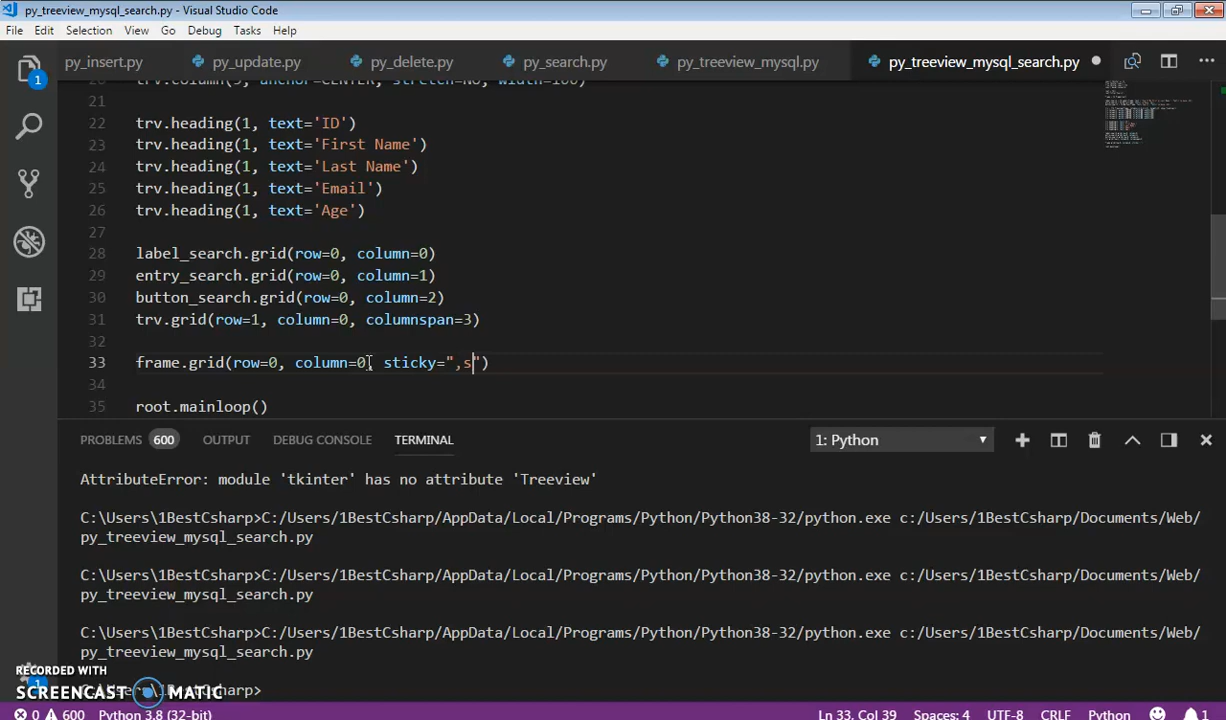 py_treeview_mysql_search.py - Visual Studio Code
File Edit Selection View Go Debug Tasks Help
1 py_insert.py py_update.py py_delete.py py_search.py py_treeview_mysql.py py_treeview_mysql_search.py
21
22 trv.heading(1, text='ID')
23 trv.heading(1, text='First Name')
24 trv.heading(1, text='Last Name')
25 trv.heading(1, text='Email')
26 trv.heading(1, text='Age')
27
28 label_search.grid(row=0, column=0)
29 entry_search.grid(row=0, column=1)
30 button_search.grid(row=0, column=2)
31 trv.grid(row=1, column=0, columnspan=3)
32
33 frame.grid(row=0, column=0, sticky=",s")
34
35 root.mainloop()
PROBLEMS 600 OUTPUT DEBUG CONSOLE TERMINAL 1: Python
AttributeError: module 'tkinter' has no attribute 'Treeview'
C:\Users\1BestCsharp>C:/Users/1BestCsharp/AppData/Local/Programs/Python/Python38-32/python.exe c:/Users/1BestCsharp/Documents/Web/
py_treeview_mysql_search.py
C:\Users\1BestCsharp>C:/Users/1BestCsharp/AppData/Local/Programs/Python/Python38-32/python.exe c:/Users/1BestCsharp/Documents/Web/
py_treeview_mysql_search.py
C:\Users\1BestCsharp>C:/Users/1BestCsharp/AppData/Local/Programs/Python/Python38-32/python.exe c:/Users/1BestCsharp/Documents/Web/
py_treeview_mysql_search.py
RECORDED WITH
SCREENCAST MATIC
1
0 600 Python 3.8 (32-bit) Ln 33, Col 39 Spaces: 4 UTF-8 CRLF Python 1